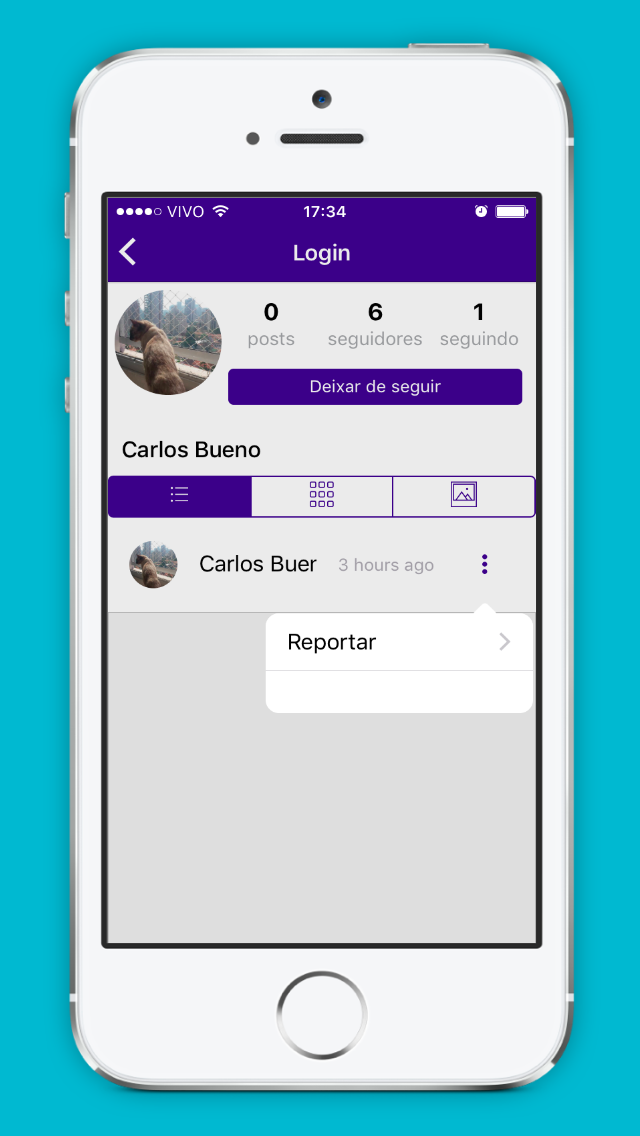 VIVO 17:34
Login
0 6 1
posts seguidores seguindo
Deixar de seguir
Carlos Bueno
Carlos Buer 3 hours ago
Reportar